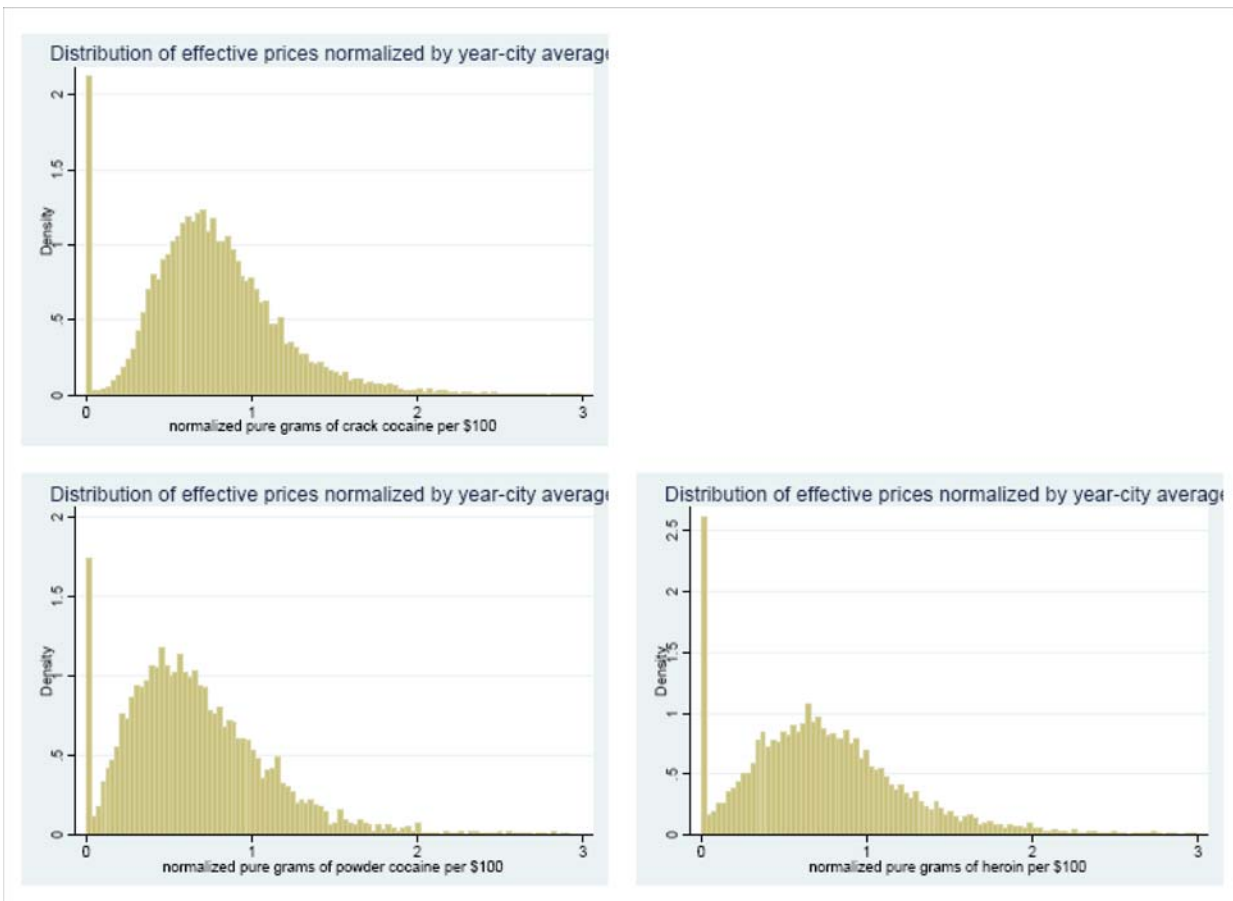 Distribution of effective prices normalized by year-city average
2
1.5
1
.5
0
Density
0 1 2 3
normalized pure grams of crack cocaine per $100
Distribution of effective prices normalized by year-city average
2
1.5
1
.5
0
Density
0 1 2 3
normalized pure grams of powder cocaine per $100
Distribution of effective prices normalized by year-city average
2.5
2
1.5
1
.5
0
Density
0 1 2 3
normalized pure grams of heroin per $100